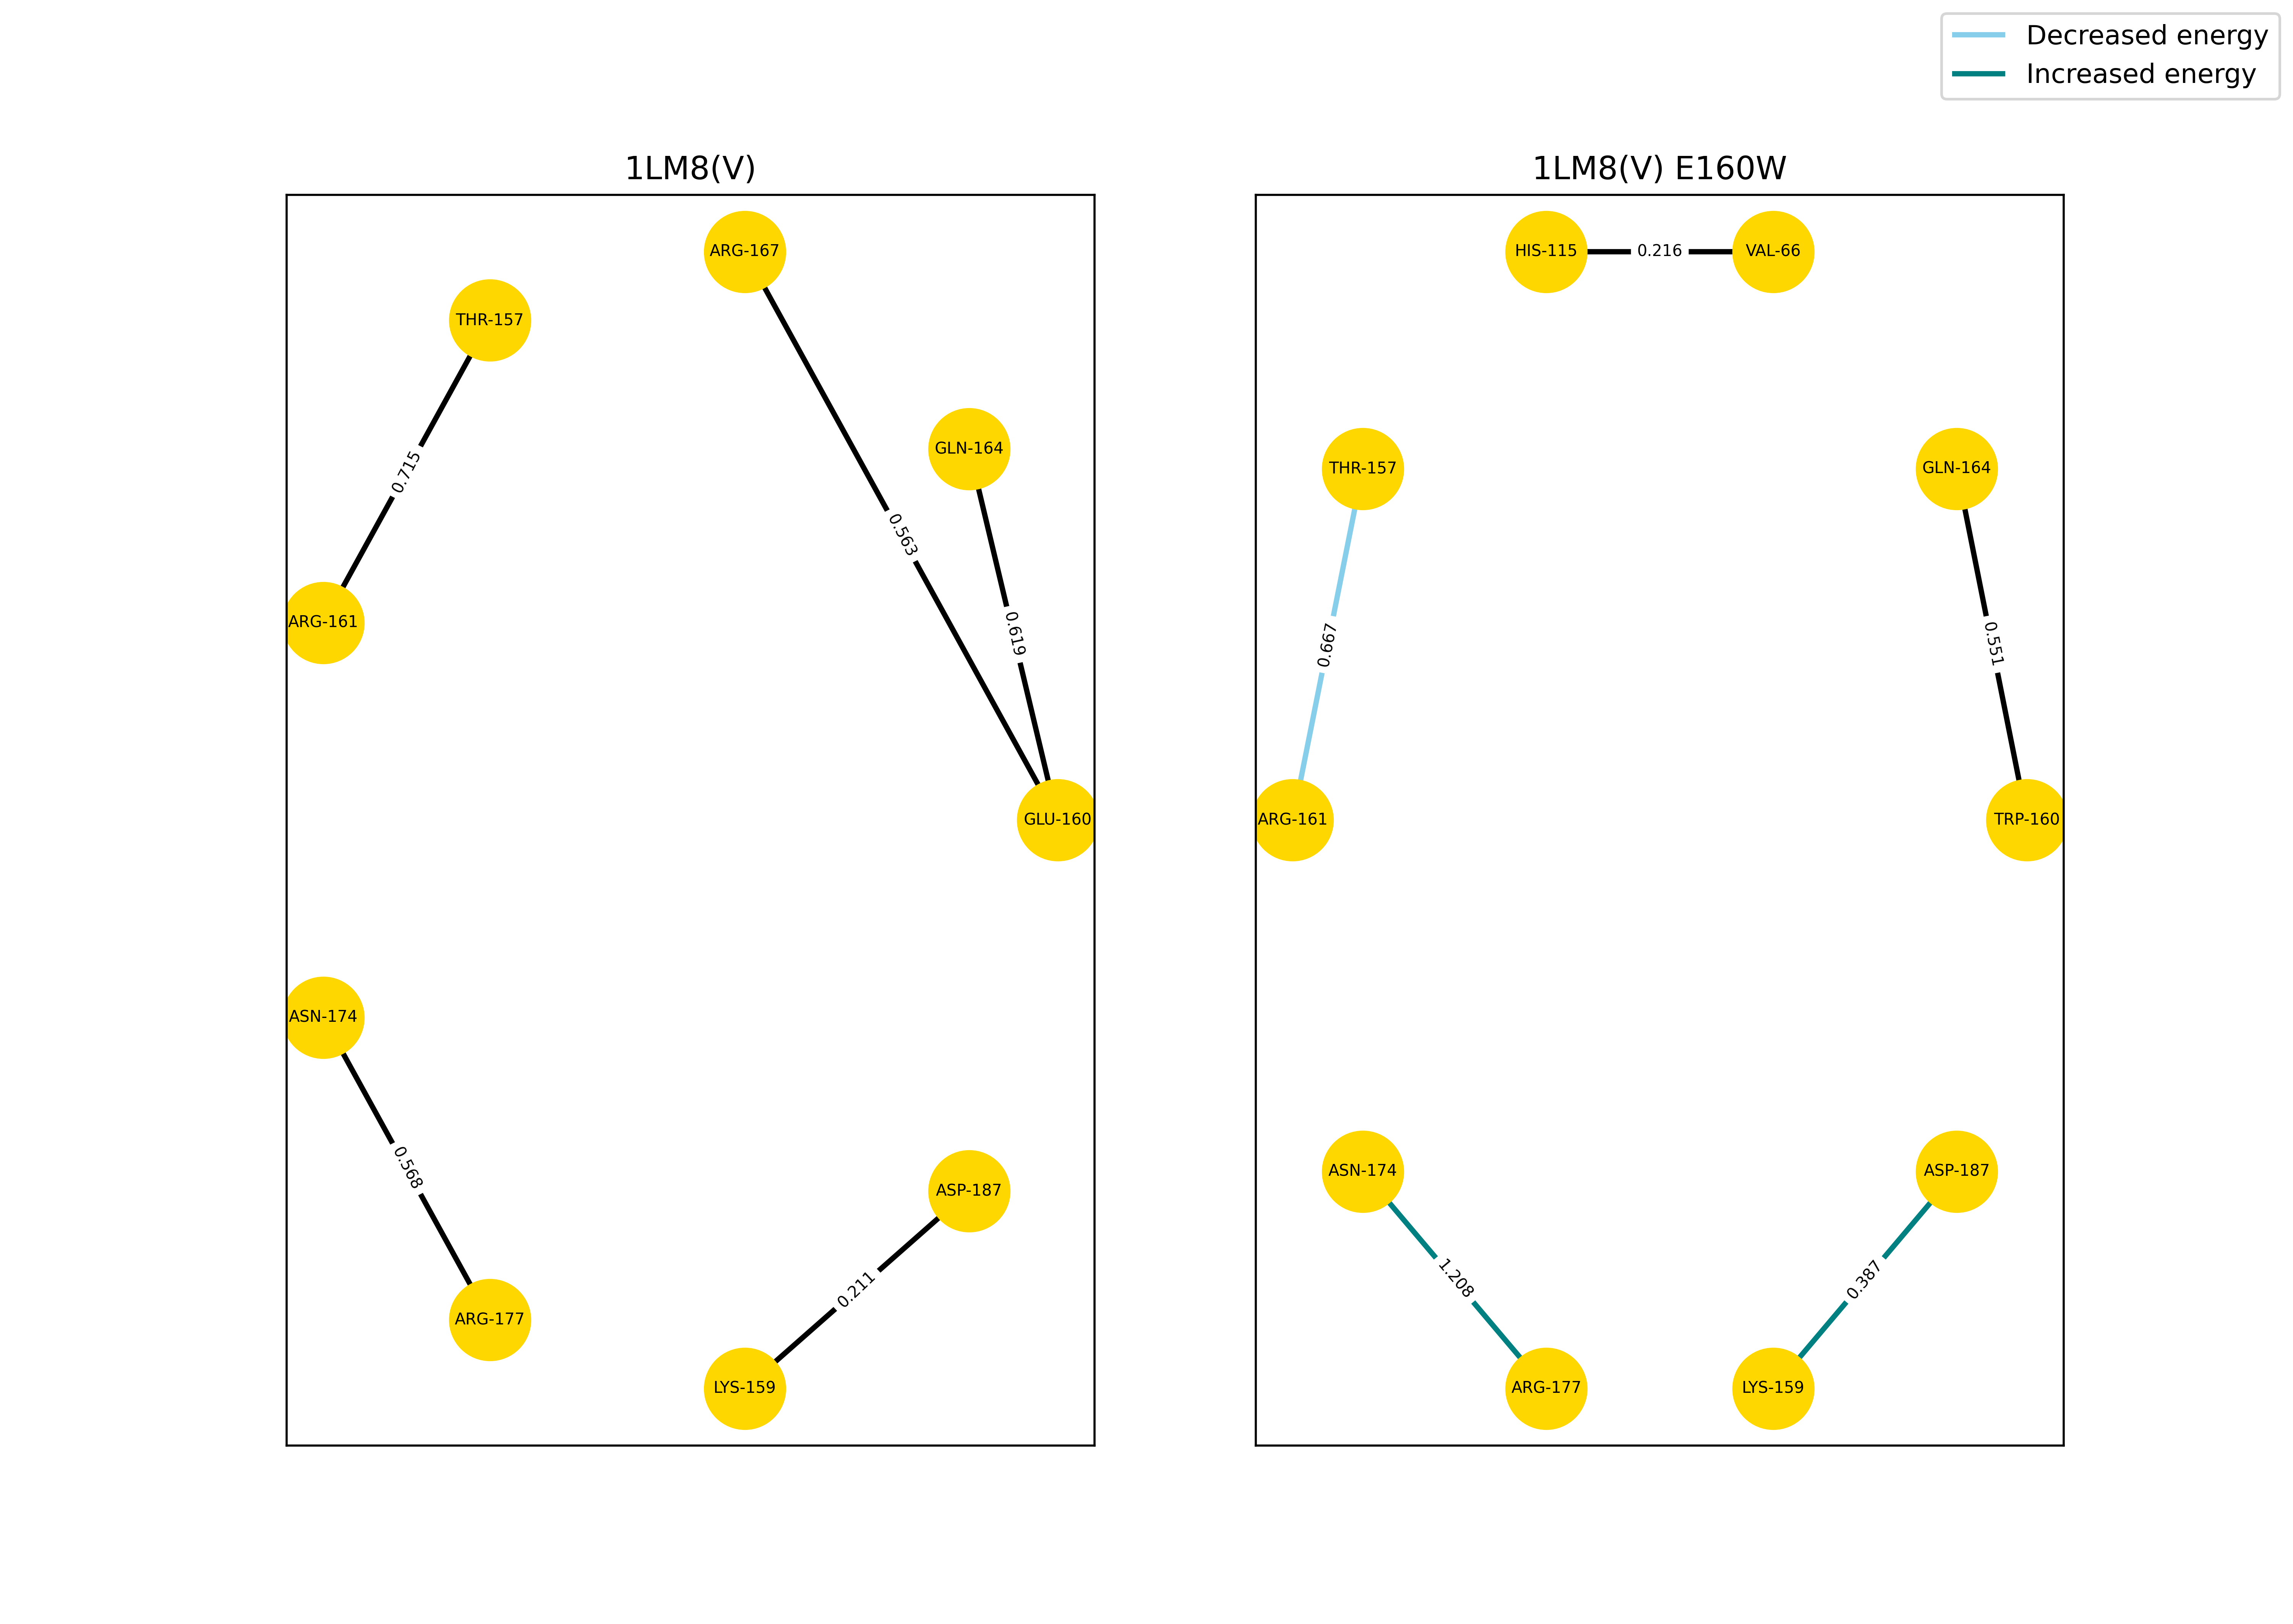 Decreased energy
Increased energy
1LM8(V)
ARG-167
THR-157
GLN-164
0.715
0.563
ARG-161
0.619
GLU-160
ASN-174
0.568
ASP-187
0.211
ARG-177
LYS-159
1LM8(V) E160W
HIS-115
0.216
VAL-66
THR-157
GLN-164
0.667
0.551
ARG-161
TRP-160
ASN-174
ASP-187
1.208
0.387
ARG-177
LYS-159